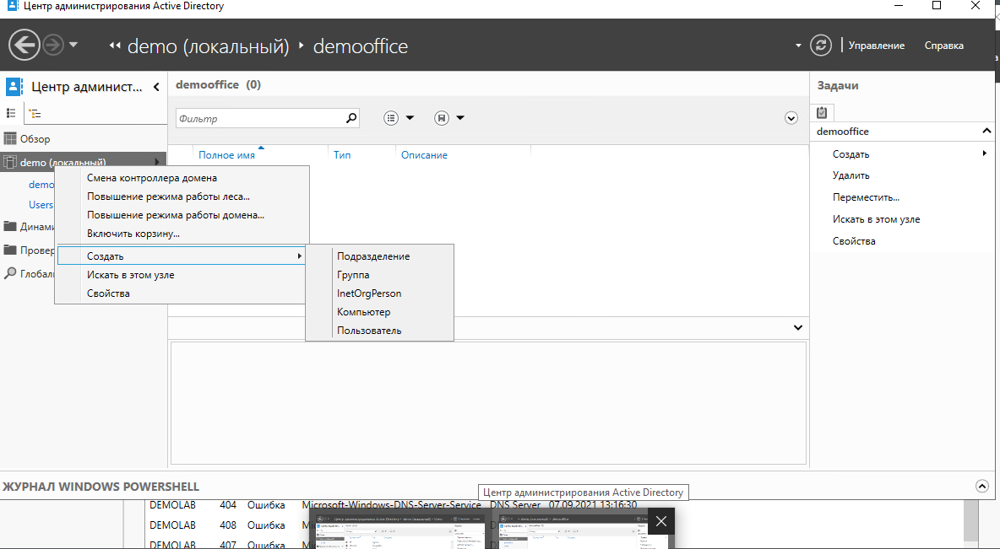 Центр администрирования Active Directory
demo (локальный) demooffice
Управление Справка
Центр админист...
Обзор
demo (локальный)
demo
Users
Динами
Провер
Глобалі
Смена контроллера домена
Повышение режима работы леса...
Повышение режима работы домена...
Включить корзину...
Создать
Искать в этом узле
Свойства
Подразделение
Группа
InetOrgPerson
Компьютер
Пользователь
demooffice (0)
Фильтр
Полное имя Тип Описание
Задачи
demooffice
Создать
Удалить
Переместить...
Искать в этом узле
Свойства
ЖУРНАЛ WINDOWS POWERSHELL
Центр администрирования Active Directory
DEMOLAB 404 Ошибка Microsoft-Windows-DNS-Server-Service DNS Server 07.09.2021 13:16:30
DEMOLAB 408 Ошибка
DEMOLAB 407 Ошибка